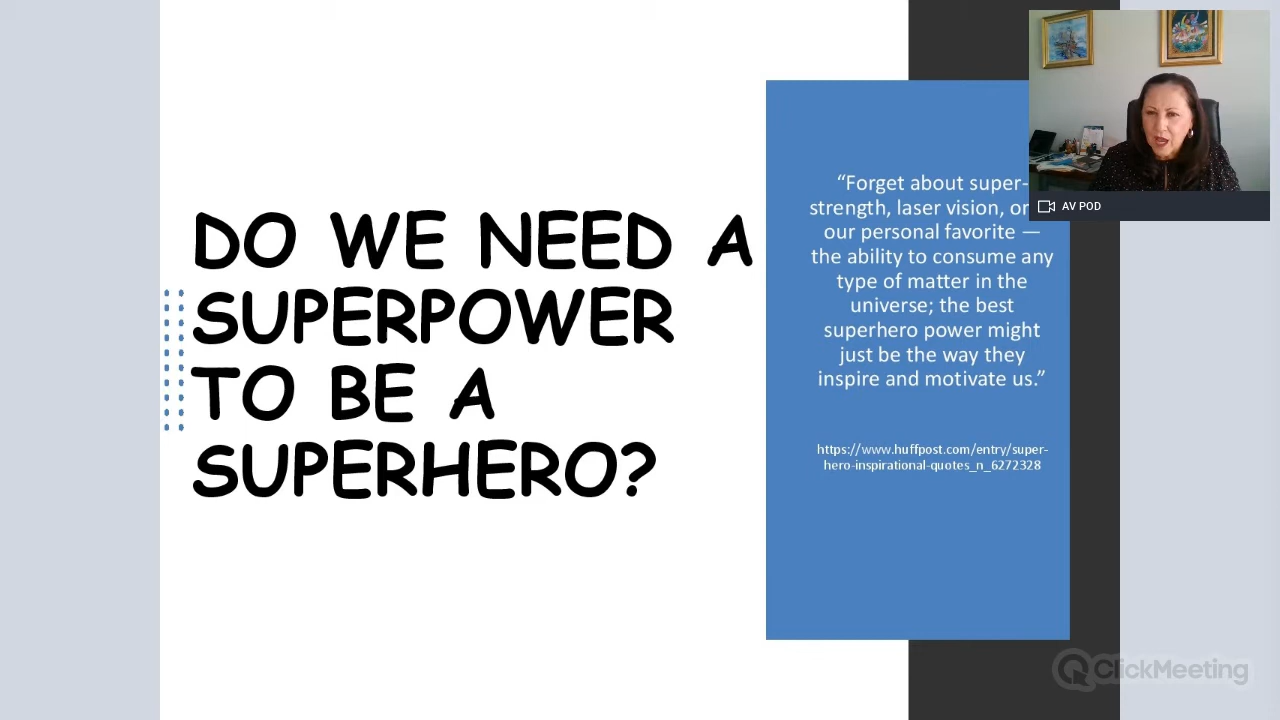 DO WE NEED A
SUPERPOWER
TO BE A
SUPERHERO?
“Forget about super-
strength, laser vision, or
our personal favorite —
the ability to consume any
type of matter in the
universe; the best
superhero power might
just be the way they
inspire and motivate us.”
https://www.huffpost.com/entry/super-
hero-inspirational-quotes_n_6272328
AV POD
ClickMeeting